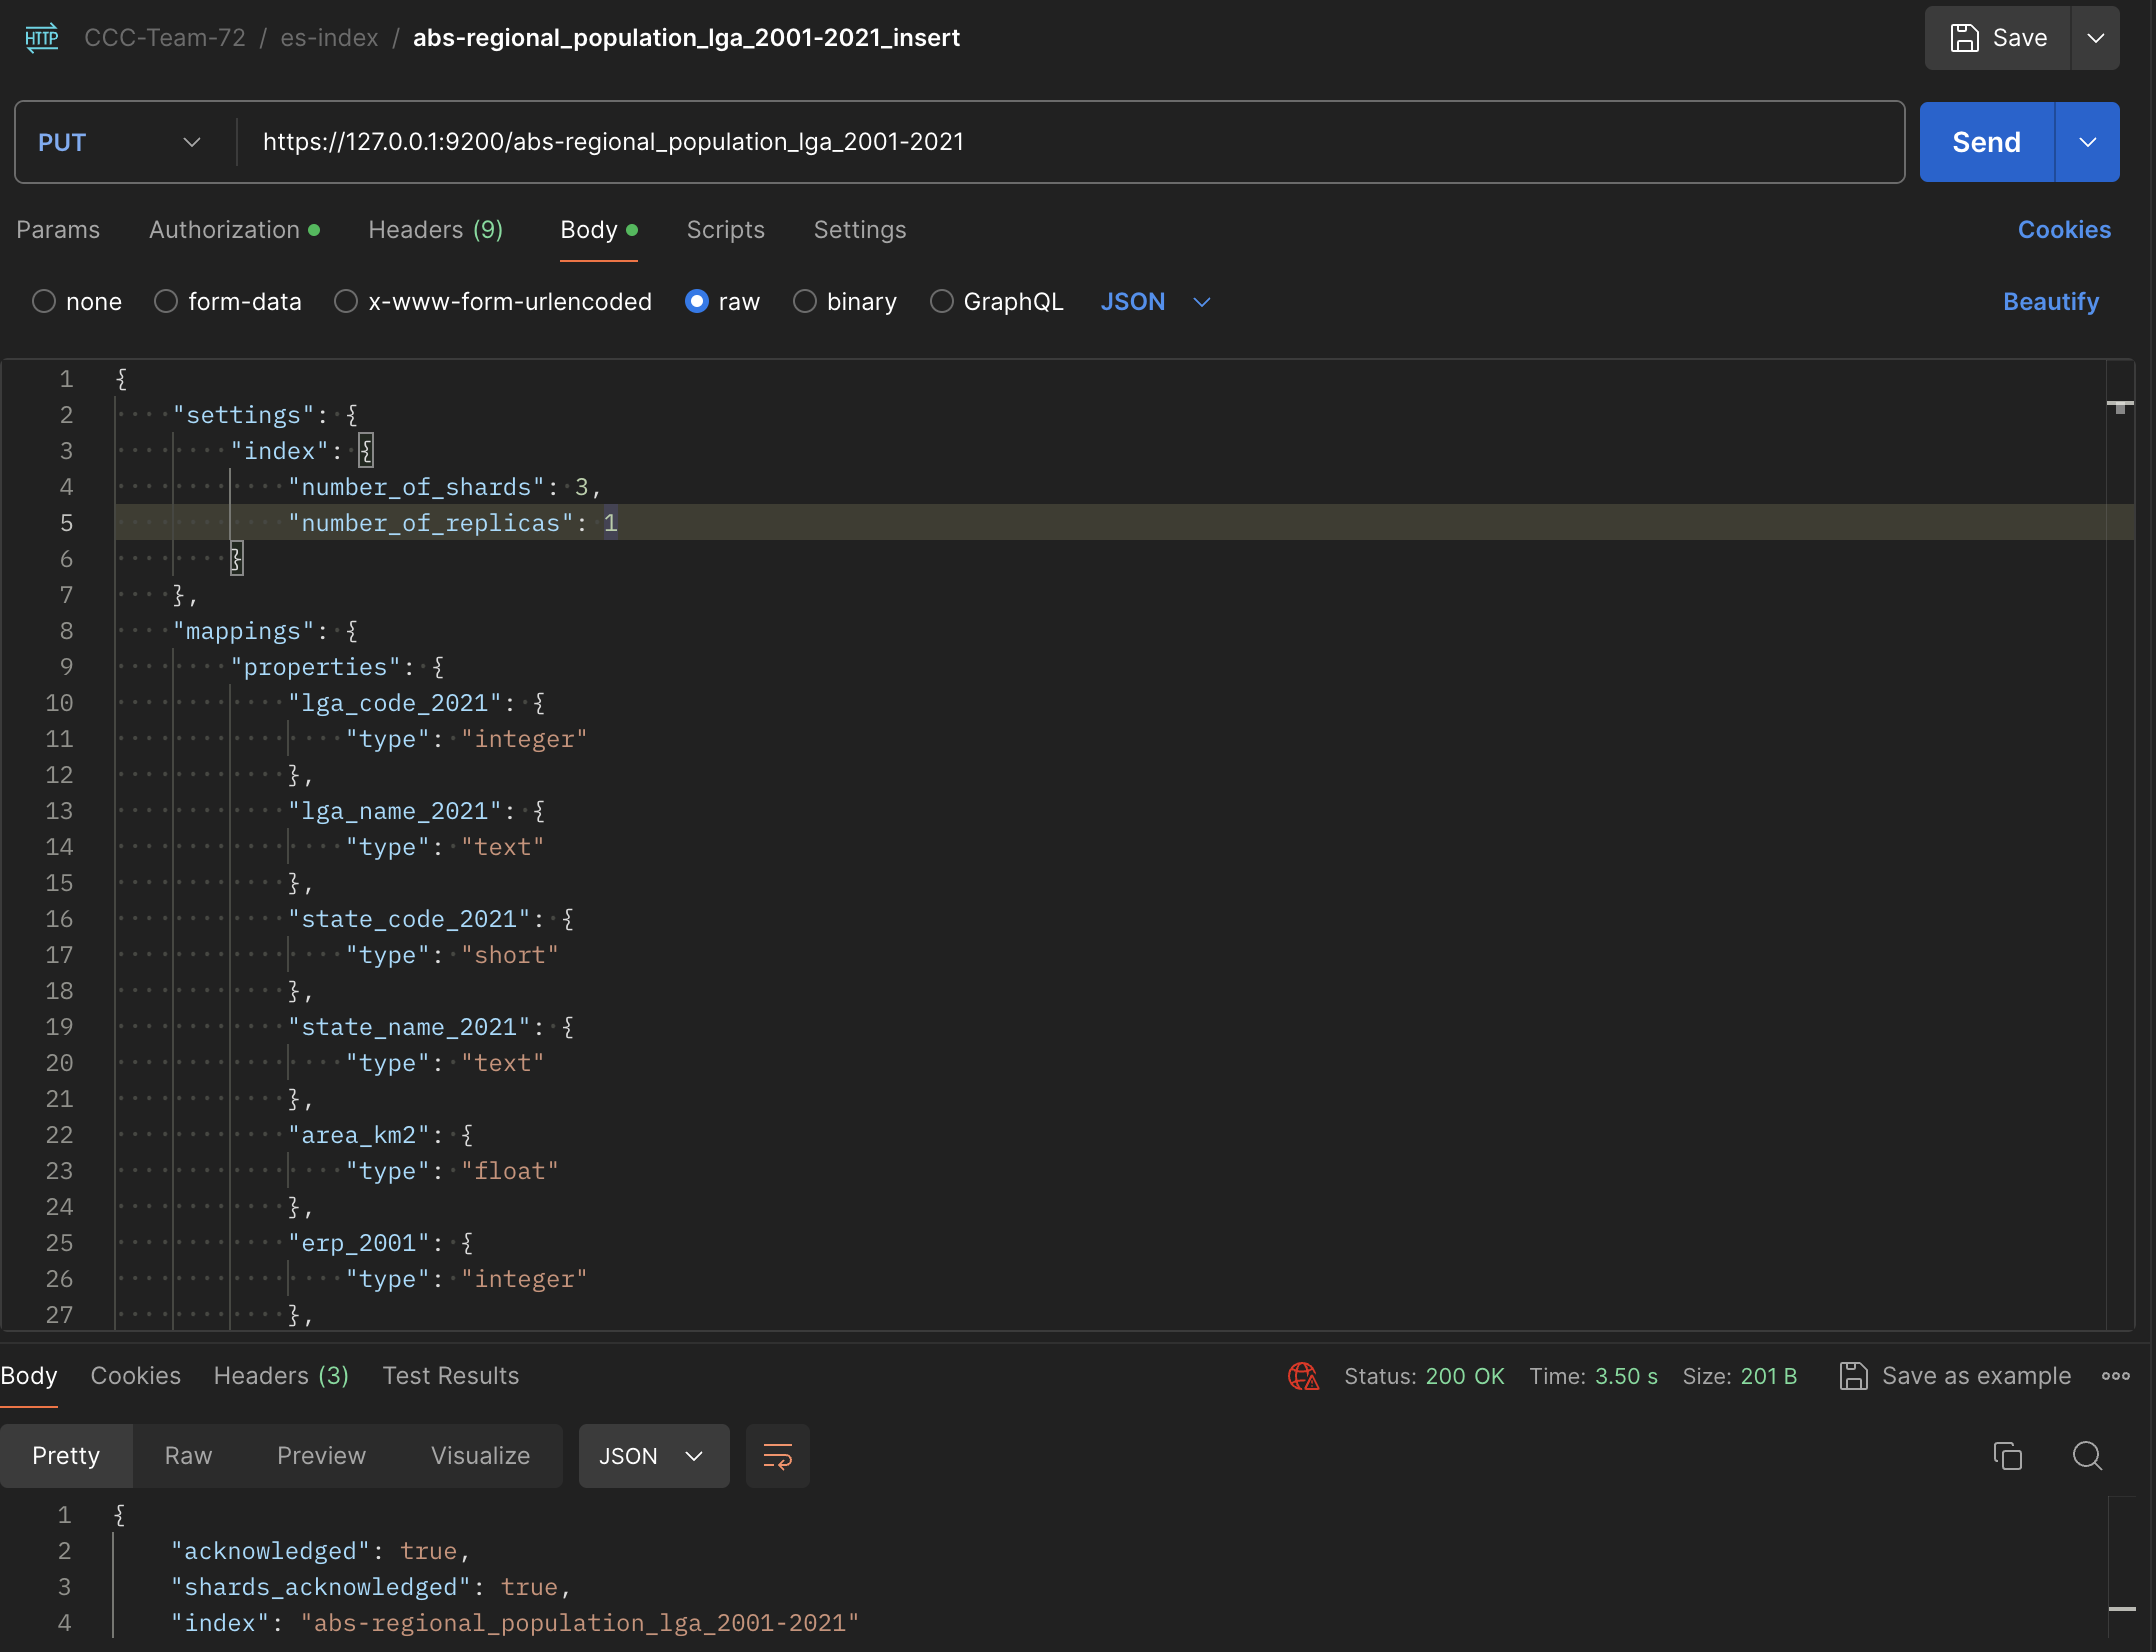 HTTP CCC-Team-72 / es-index / abs-regional_population_lga_2001-2021_insert Save
PUT https://127.0.0.1:9200/abs-regional_population_lga_2001-2021 Send
Params Authorization Headers (9) Body Scripts Settings Cookies
none form-data x-www-form-urlencoded raw binary GraphQL JSON Beautify
1 {
2 "settings": {
3 "index": {
4 "number_of_shards": 3,
5 "number_of_replicas": 1
6 }
7 },
8 "mappings": {
9 "properties": {
10 "lga_code_2021": {
11 "type": "integer"
12 },
13 "lga_name_2021": {
14 "type": "text"
15 },
16 "state_code_2021": {
17 "type": "short"
18 },
19 "state_name_2021": {
20 "type": "text"
21 },
22 "area_km2": {
23 "type": "float"
24 },
25 "erp_2001": {
26 "type": "integer"
27 },
Body Cookies Headers (3) Test Results Status: 200 OK Time: 3.50 s Size: 201 B Save as example
Pretty Raw Preview Visualize JSON
1 {
2 "acknowledged": true,
3 "shards_acknowledged": true,
4 "index": "abs-regional_population_lga_2001-2021"